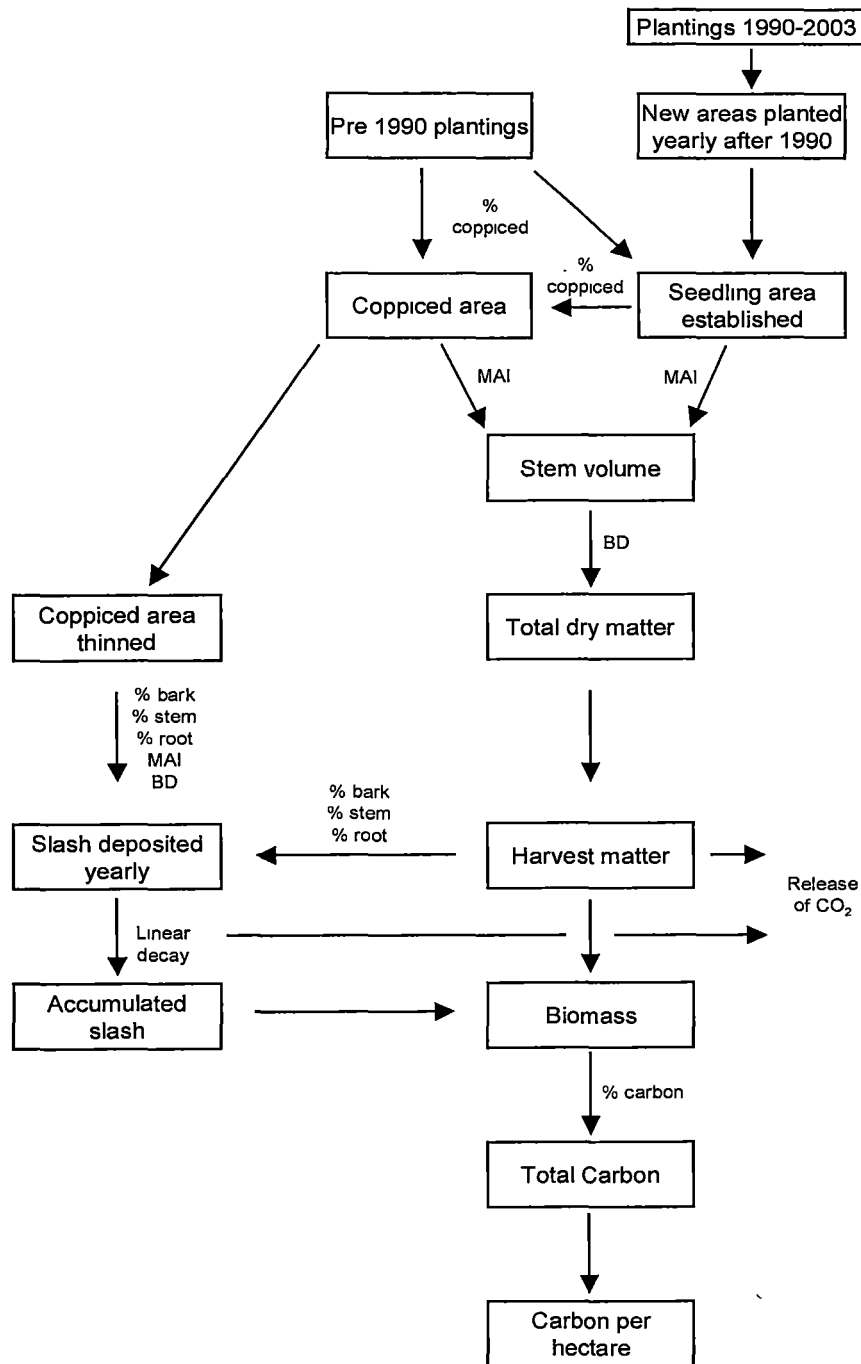 Plantings 1990-2003
Pre 1990 plantings
New areas planted
yearly after 1990
%
coppiced
%
coppiced
Coppiced area
Seedling area
established
MAI
MAI
Stem volume
BD
Coppiced area
thinned
Total dry matter
% bark
% stem
% root
MAI
BD
% bark
% stem
% root
Slash deposited
yearly
Harvest matter
Release
of CO₂
Linear
decay
Accumulated
slash
Biomass
% carbon
Total Carbon
Carbon per
hectare